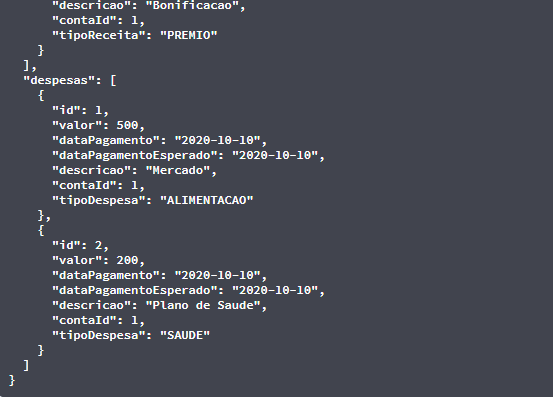 "descricao": "Bonificacao",
"contaId": 1,
"tipoReceita": "PREMIO"
}
],
"despesas": [
{
"id": 1,
"valor": 500,
"dataPagamento": "2020-10-10",
"dataPagamentoEsperado": "2020-10-10",
"descricao": "Mercado",
"contaId": 1,
"tipoDespesa": "ALIMENTACAO"
},
{
"id": 2,
"valor": 200,
"dataPagamento": "2020-10-10",
"dataPagamentoEsperado": "2020-10-10",
"descricao": "Plano de Saude",
"contaId": 1,
"tipoDespesa": "SAUDE"
}
]
}